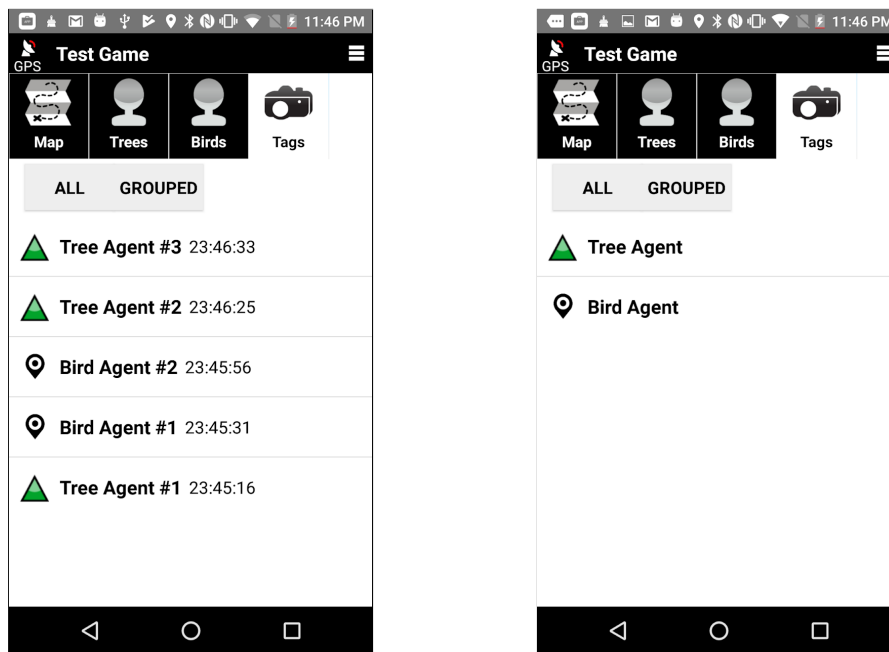 11:46 PM
GPS Test Game
Map Trees Birds Tags
ALL GROUPED
Tree Agent #3 23:46:33
Tree Agent #2 23:46:25
Bird Agent #2 23:45:56
Bird Agent #1 23:45:31
Tree Agent #1 23:45:16
11:46 PM
GPS Test Game
Map Trees Birds Tags
ALL GROUPED
Tree Agent
Bird Agent